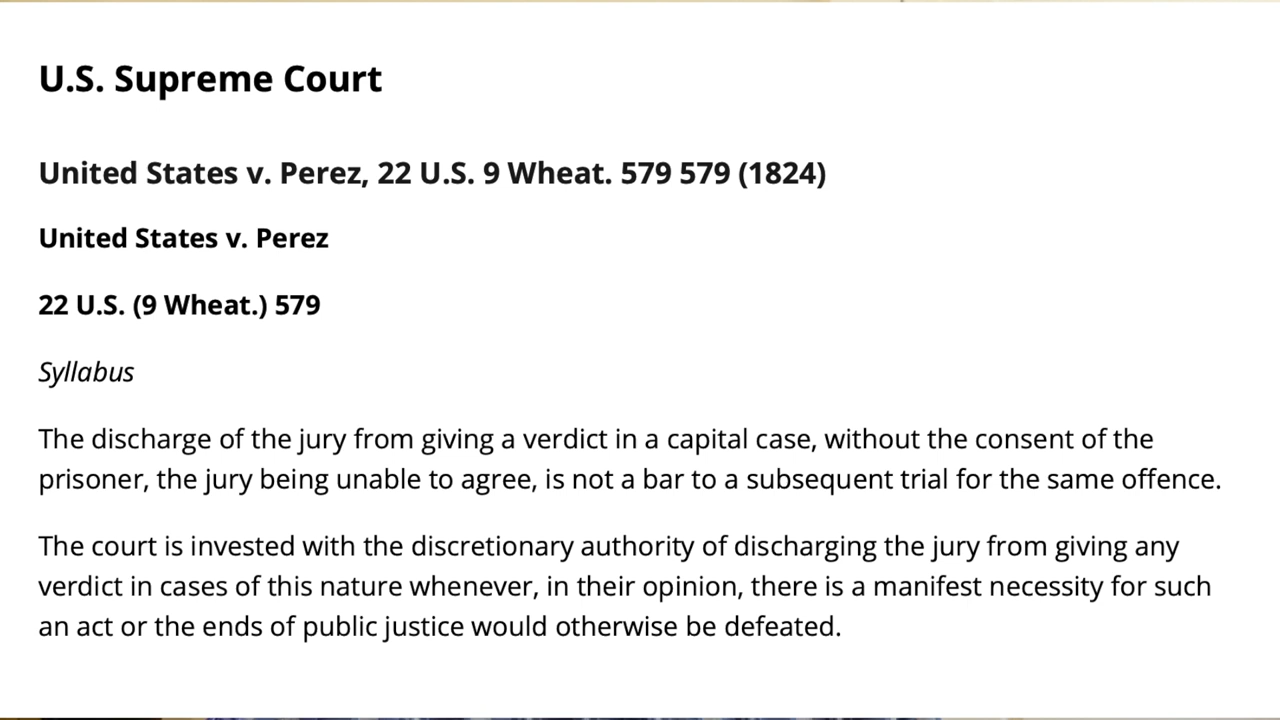 U.S. Supreme Court
United States v. Perez, 22 U.S. 9 Wheat. 579 579 (1824)
United States v. Perez
22 U.S. (9 Wheat.) 579
Syllabus
The discharge of the jury from giving a verdict in a capital case, without the consent of the
prisoner, the jury being unable to agree, is not a bar to a subsequent trial for the same offence.
The court is invested with the discretionary authority of discharging the jury from giving any
verdict in cases of this nature whenever, in their opinion, there is a manifest necessity for such
an act or the ends of public justice would otherwise be defeated.